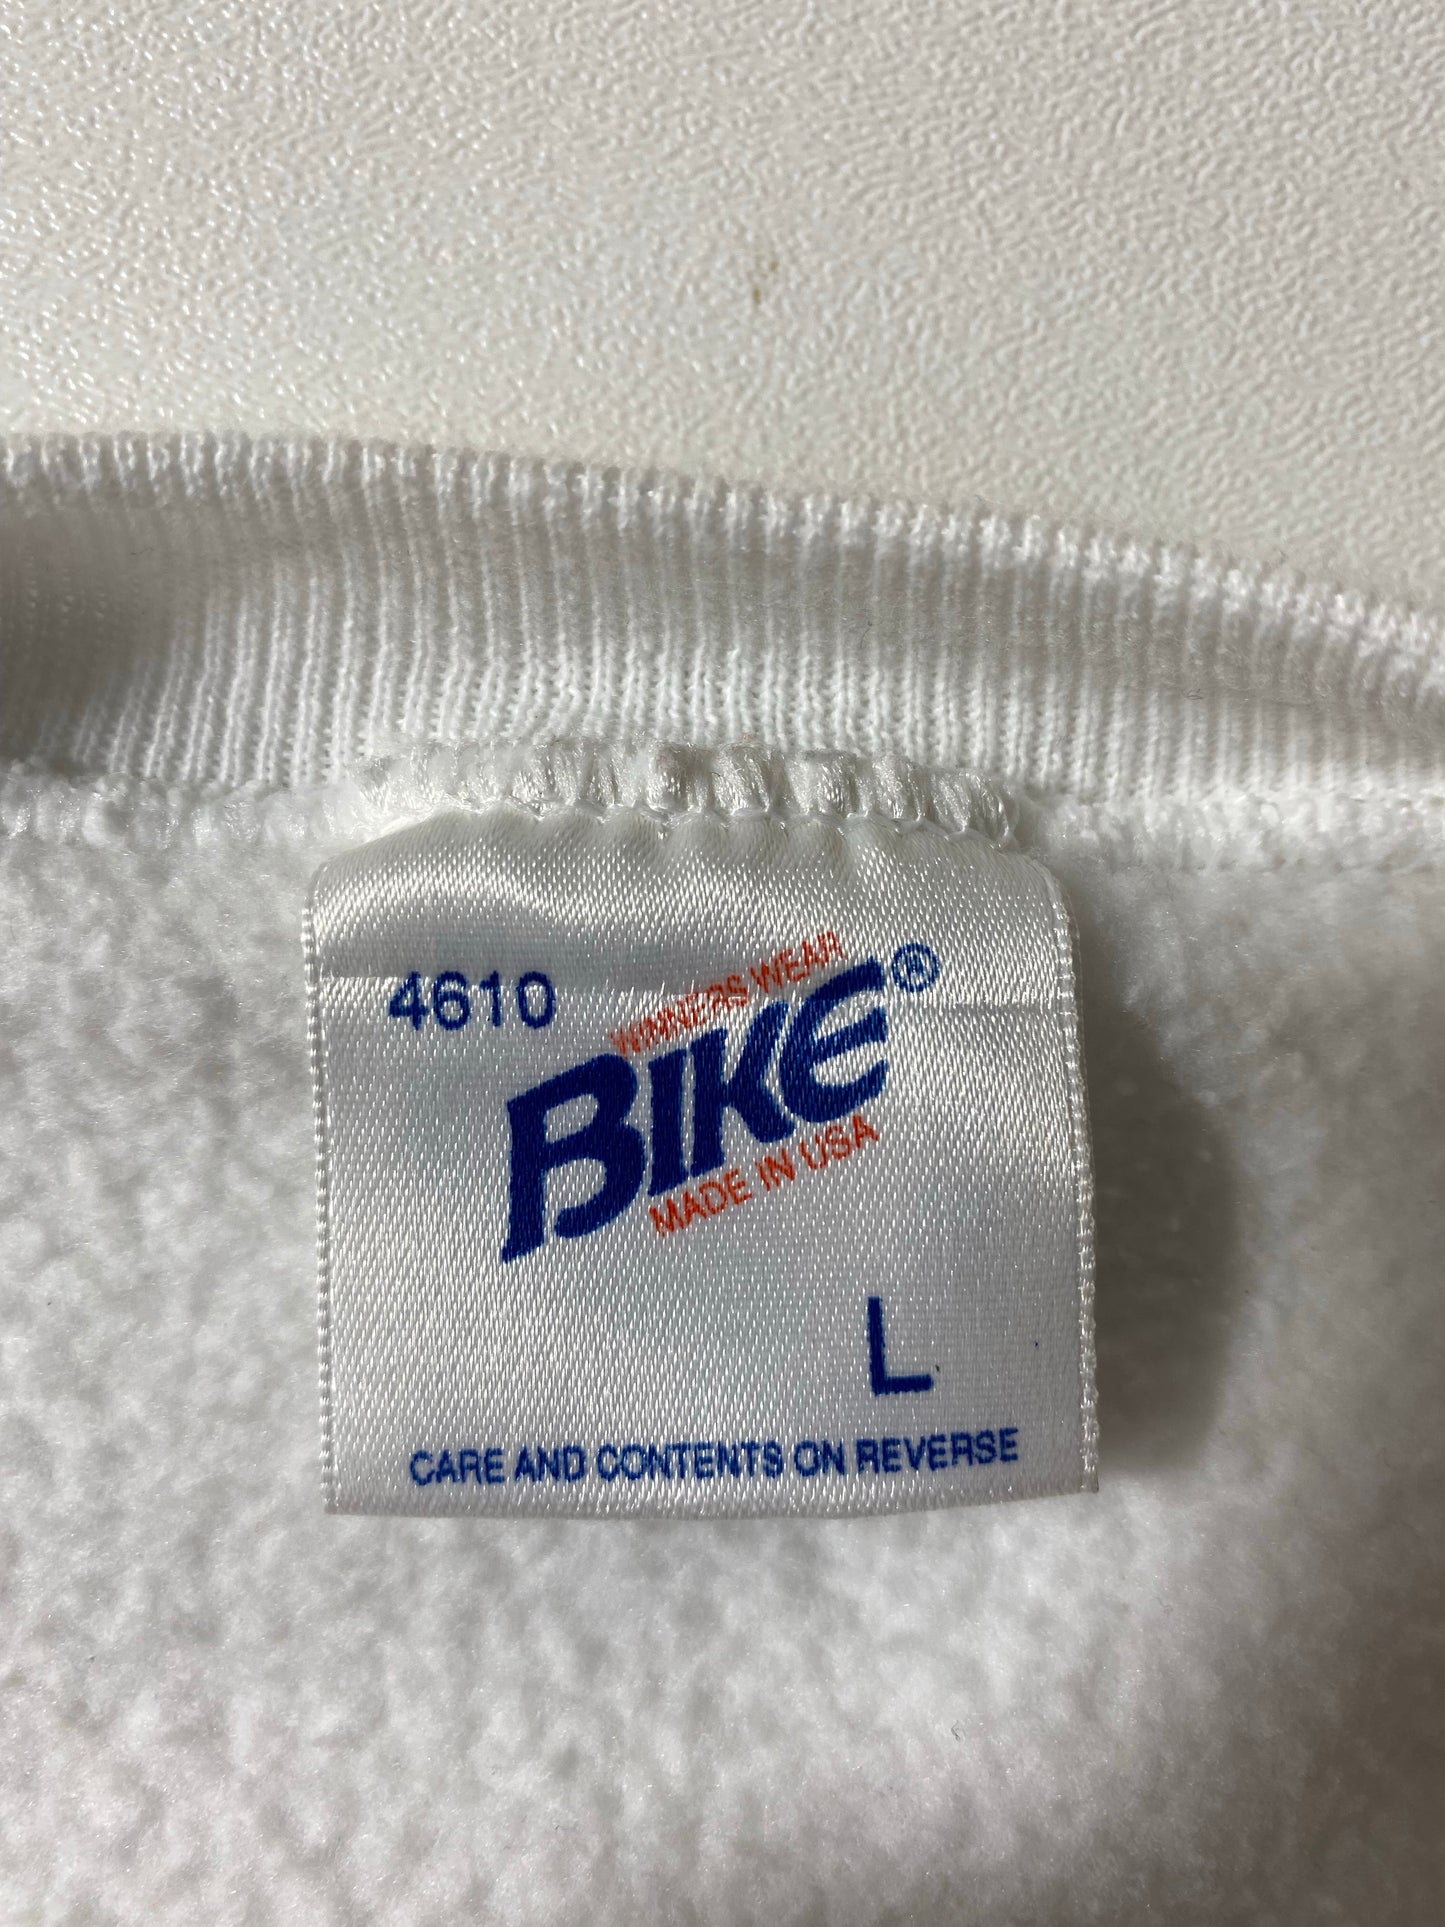 4610
WINNERS WEAR
BIKE®
MADE IN USA
L
CARE AND CONTENTS ON REVERSE